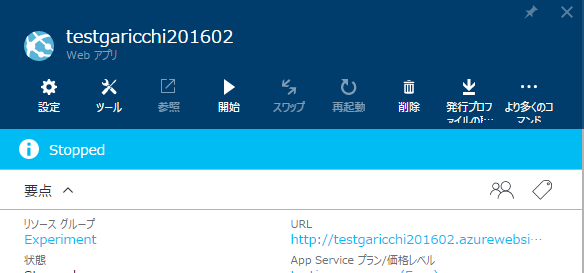 testgaricchi201602
Web アプリ
設定 ツール 参照 開始 スワップ 再起動 削除 発行プロファイルのド... より多くのコマンド
Stopped
要点
リソース グループ URL
Experiment http://testgaricchi201602.azurewebsi...
状態 App Service プラン/価格レベル